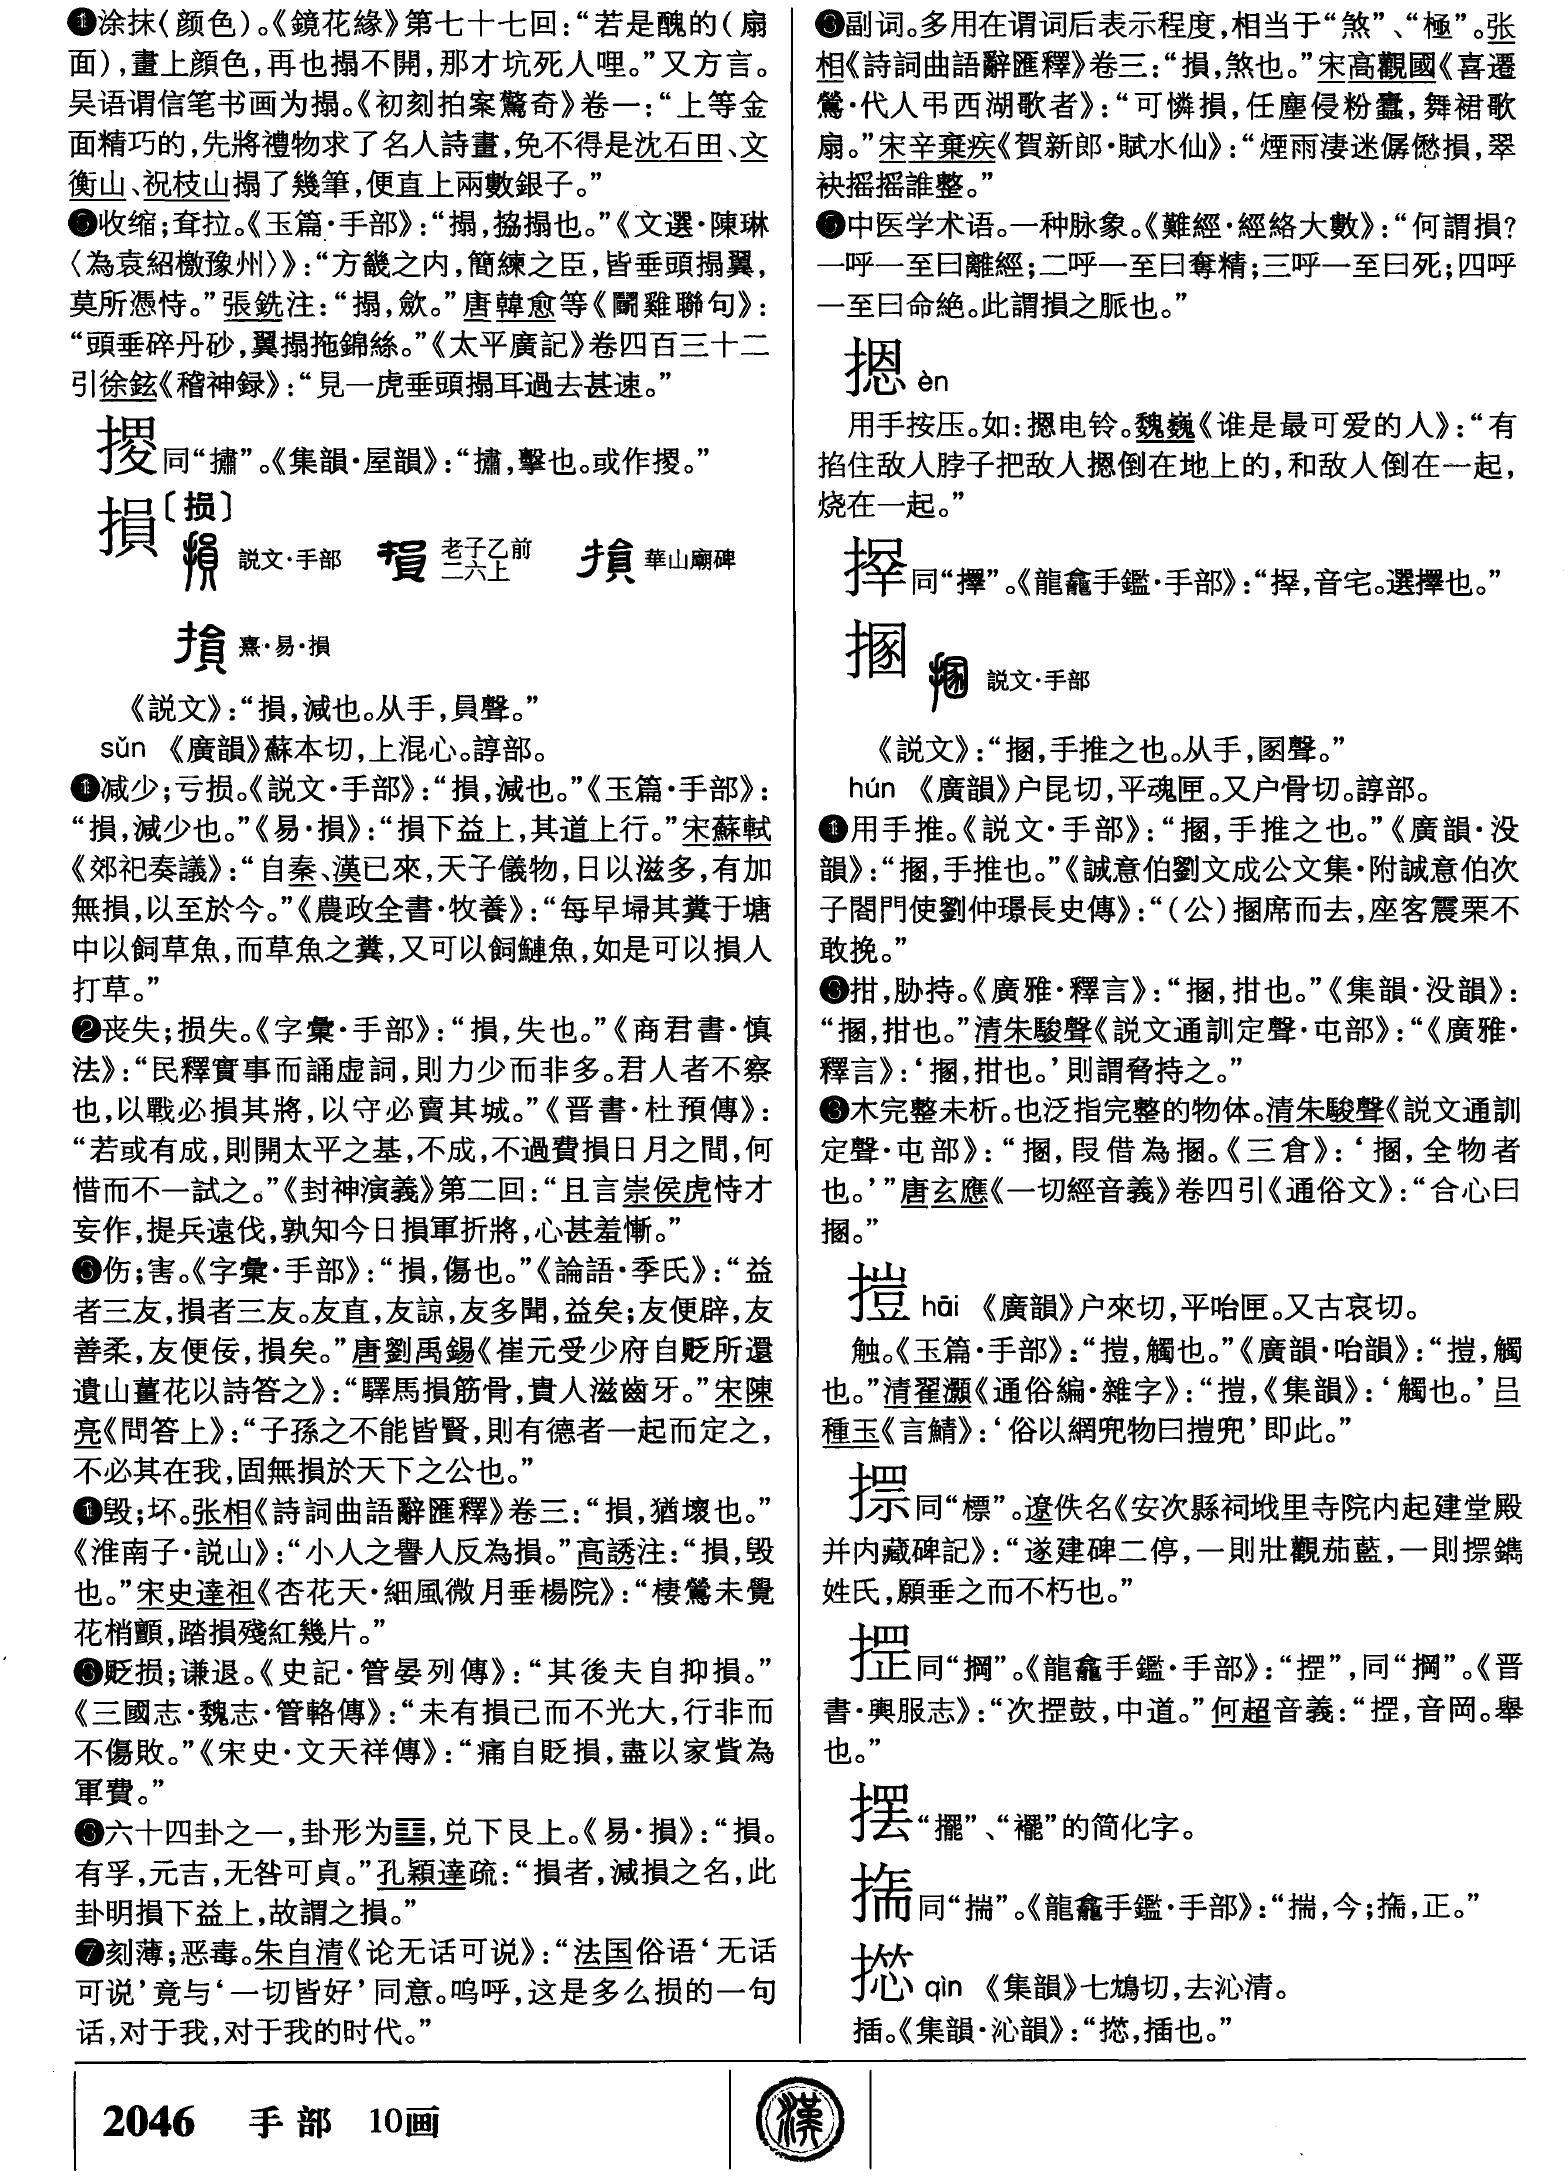 ❶涂抹(颜色)。《鏡花緣》第七十七回：“若是醜的(扇
面)，畫上顔色，再也搨不開，那才坑死人哩。”又方言。
吴语谓信笔书画为搨。《初刻拍案驚奇》卷一：“上等金
面精巧的，先將禮物求了名人詩畫，免不得是沈石田、文
衡山、祝枝山搨了幾筆，便直上兩數銀子。”
❺收缩；耷拉。《玉篇·手部》：“搨，拹搨也。”《文選·陳琳
〈為袁紹檄豫州〉》：“方畿之内，簡練之臣，皆垂頭搨翼，
莫所憑恃。”張銑注：“搨，歛。”唐韓愈等《鬭雞聯句》：
“頭垂碎丹砂，翼搨拖錦絲。”《太平廣記》卷四百三十二
引徐鉉《稽神録》：“見一虎垂頭搨耳過去甚速。”
㩋同“㩋”。《集韻·屋韻》：“㩋，擊也。或作㩋。”
損〔损〕
説文·手部 老子乙前二六上 華山廟碑
熹·易·損
《説文》：“損，減也。从手，員聲。”
sǔn 《廣韻》蘇本切，上混心。諄部。
❶减少；亏损。《説文·手部》：“損，減也。”《玉篇·手部》：
“損，減少也。”《易·損》：“損下益上，其道上行。”宋蘇軾
《郊祀奏議》：“自秦、漢已來，天子儀物，日以滋多，有加
無損，以至於今。”《農政全書·牧養》：“每早埽其糞于塘
中以飼草魚，而草魚之糞，又可以飼鰱魚，如是可以損人
打草。”
❷丧失；损失。《字彙·手部》：“損，失也。”《商君書·慎
法》：“民釋實事而誦虚詞，則力少而非多。君人者不察
也，以戰必損其將，以守必賣其城。”《晋書·杜預傳》：
“若或有成，則開太平之基，不成，不過費損日月之間，何
惜而不一試之。”《封神演義》第二回：“且言崇侯虎恃才
妄作，提兵遠伐，孰知今日損軍折將，心甚羞慚。”
❸伤；害。《字彙·手部》：“損，傷也。”《論語·季氏》：“益
者三友，損者三友。友直，友諒，友多聞，益矣；友便辟，友
善柔，友便佞，損矣。”唐劉禹錫《崔元受少府自貶所還
遺山薑花以詩答之》：“驛馬損筋骨，貴人滋齒牙。”宋陳
亮《問答上》：“子孫之不能皆賢，則有德者一起而定之，
不必其在我，固無損於天下之公也。”
❹毁；坏。张相《詩詞曲語辭匯釋》卷三：“損，猶壞也。”
《淮南子·説山》：“小人之譽人反為損。”高誘注：“損，毁
也。”宋史達祖《杏花天·細風微月垂楊院》：“棲鶯未覺
花梢顫，踏損殘紅幾片。”
❺贬损；谦退。《史記·管晏列傳》：“其後夫自抑損。”
《三國志·魏志·管輅傳》：“未有損己而不光大，行非而
不傷敗。”《宋史·文天祥傳》：“痛自貶損，盡以家貲為
軍費。”
❻六十四卦之一，卦形为䷨，兑下艮上。《易·損》：“損。
有孚，元吉，无咎可貞。”孔穎達疏：“損者，減損之名，此
卦明損下益上，故謂之損。”
❼刻薄；恶毒。朱自清《论无话可说》：“法国俗语‘无话
可说’竟与‘一切皆好’同意。呜呼，这是多么损的一句
话，对于我，对于我的时代。”
❽副词。多用在谓词后表示程度，相当于“煞”、“極”。张
相《詩詞曲語辭匯釋》卷三：“損，煞也。”宋高觀國《喜遷
鶯·代人弔西湖歌者》：“可憐損，任塵侵粉蠹，舞裙歌
扇。”宋辛棄疾《賀新郎·賦水仙》：“煙雨淒迷僝僽損，翠
袂摇摇誰整。”
❾中医学术语。一种脉象。《難經·經絡大數》：“何謂損？
一呼一至曰離經；二呼一至曰奪精；三呼一至曰死；四呼
一至曰命絶。此謂損之脈也。”
摁 èn
用手按压。如：摁电铃。魏巍《谁是最可爱的人》：“有
掐住敌人脖子把敌人摁倒在地上的，和敌人倒在一起，
烧在一起。”
同“擇”。《龍龕手鑑·手部》：“，音宅。選擇也。”
㨡
説文·手部
《説文》：“㨡，手推之也。从手，圂聲。”
hún 《廣韻》户昆切，平魂匣。又户骨切。諄部。
❶用手推。《説文·手部》：“㨡，手推之也。”《廣韻·没
韻》：“㨡，手推也。”《誠意伯劉文成公文集·附誠意伯次
子閤門使劉仲璟長史傳》：“(公)㨡席而去，座客震栗不
敢挽。”
❷拑，胁持。《廣雅·釋言》：“㨡，拑也。”《集韻·没韻》：
“㨡，拑也。”清朱駿聲《説文通訓定聲·屯部》：“《廣雅·
釋言》：‘㨡，拑也。’則謂脅持之。”
❸木完整未析。也泛指完整的物体。清朱駿聲《説文通訓
定聲·屯部》：“㨡，叚借為㨡。《三倉》：‘㨡，全物者
也。’”唐玄應《一切經音義》卷四引《通俗文》：“合心曰
㨡。”
㨟 hāi 《廣韻》户來切，平咍匣。又古哀切。
触。《玉篇·手部》：“㨟，觸也。”《廣韻·咍韻》：“㨟，觸
也。”清翟灝《通俗編·雜字》：“㨟，《集韻》：‘觸也。’吕
種玉《言鯖》：‘俗以網兜物曰㨟兜’即此。”
同“標”。遼佚名《安次縣祠㘽里寺院内起建堂殿
并内藏碑記》：“遂建碑二停，一則壯觀茄藍，一則鐫
姓氏，願垂之而不朽也。”
同“掆”。《龍龕手鑑·手部》：“”，同“掆”。《晋
書·輿服志》：“次鼓，中道。”何超音義：“，音岡。舉
也。”
摆“擺”、“襬”的简化字。
同“揣”。《龍龕手鑑·手部》：“揣，今；，正。”
㨷 qìn 《集韻》七鴆切，去沁清。
插。《集韻·沁韻》：“，插也。”
2046 手部 10画
漢